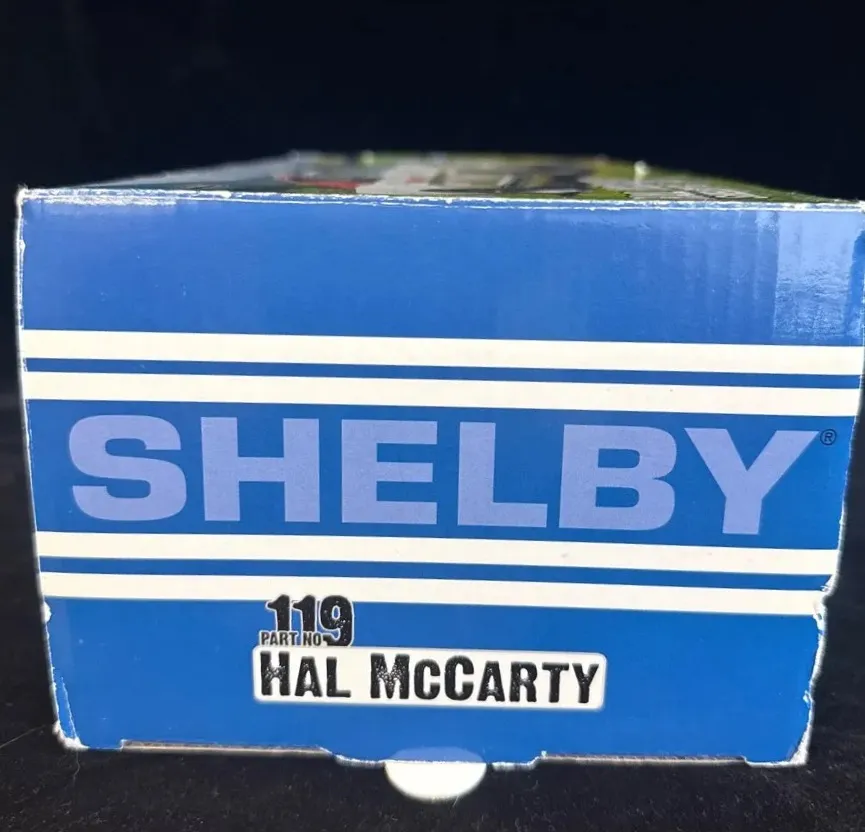 SHELBY®
119
PART NO
HAL MCCARTY